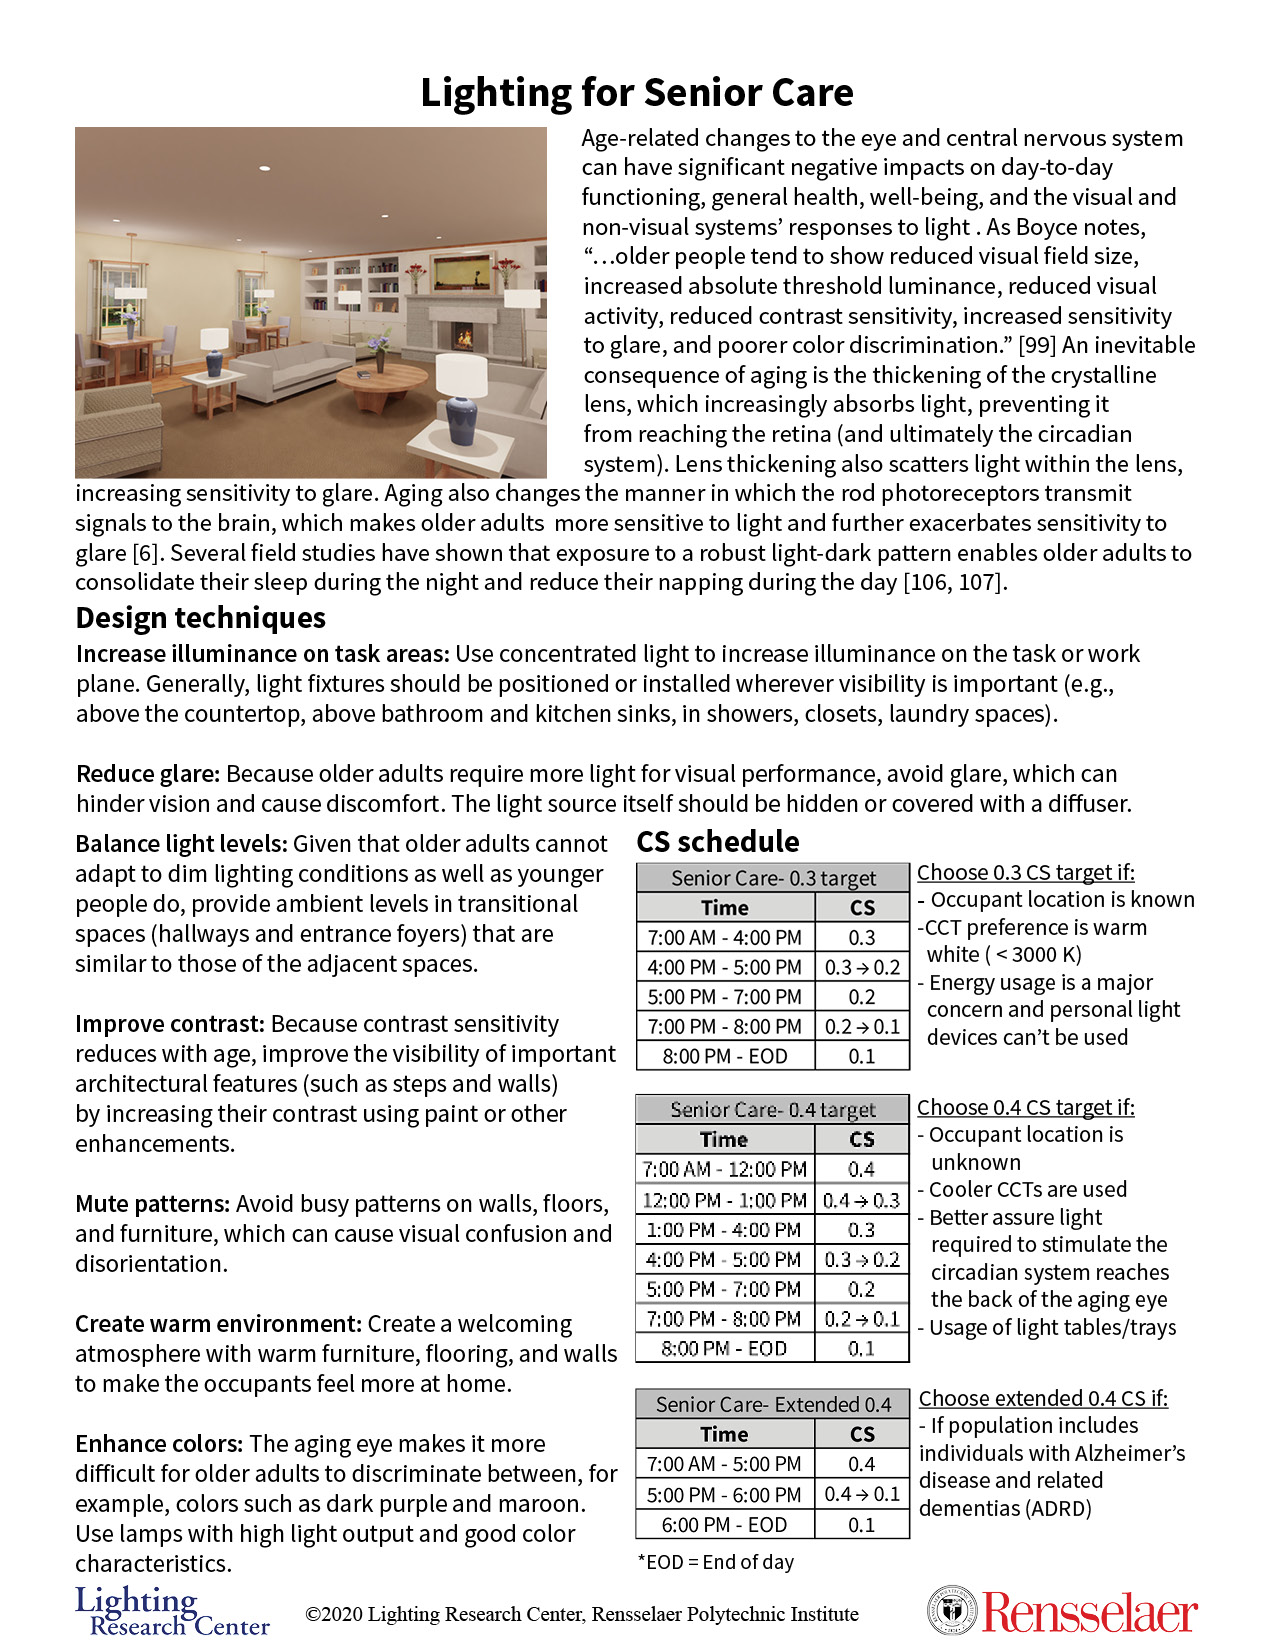 Lighting for Senior Care
Age-related changes to the eye and central nervous system
can have significant negative impacts on day-to-day
functioning, general health, well-being, and the visual and
non-visual systems’ responses to light . As Boyce notes,
“…older people tend to show reduced visual field size,
increased absolute threshold luminance, reduced visual
activity, reduced contrast sensitivity, increased sensitivity
to glare, and poorer color discrimination.” [99] An inevitable
consequence of aging is the thickening of the crystalline
lens, which increasingly absorbs light, preventing it
from reaching the retina (and ultimately the circadian
system). Lens thickening also scatters light within the lens,
increasing sensitivity to glare. Aging also changes the manner in which the rod photoreceptors transmit
signals to the brain, which makes older adults more sensitive to light and further exacerbates sensitivity to
glare [6]. Several field studies have shown that exposure to a robust light-dark pattern enables older adults to
consolidate their sleep during the night and reduce their napping during the day [106, 107].
Design techniques
Increase illuminance on task areas: Use concentrated light to increase illuminance on the task or work
plane. Generally, light fixtures should be positioned or installed wherever visibility is important (e.g.,
above the countertop, above bathroom and kitchen sinks, in showers, closets, laundry spaces).
Reduce glare: Because older adults require more light for visual performance, avoid glare, which can
hinder vision and cause discomfort. The light source itself should be hidden or covered with a diffuser.
Balance light levels: Given that older adults cannot
adapt to dim lighting conditions as well as younger
people do, provide ambient levels in transitional
spaces (hallways and entrance foyers) that are
similar to those of the adjacent spaces.
Improve contrast: Because contrast sensitivity
reduces with age, improve the visibility of important
architectural features (such as steps and walls)
by increasing their contrast using paint or other
enhancements.
Mute patterns: Avoid busy patterns on walls, floors,
and furniture, which can cause visual confusion and
disorientation.
Create warm environment: Create a welcoming
atmosphere with warm furniture, flooring, and walls
to make the occupants feel more at home.
Enhance colors: The aging eye makes it more
difficult for older adults to discriminate between, for
example, colors such as dark purple and maroon.
Use lamps with high light output and good color
characteristics.
CS schedule
Senior Care- 0.3 target
Time CS
7:00 AM - 4:00 PM 0.3
4:00 PM - 5:00 PM 0.3 → 0.2
5:00 PM - 7:00 PM 0.2
7:00 PM - 8:00 PM 0.2 → 0.1
8:00 PM - EOD 0.1
Choose 0.3 CS target if:
- Occupant location is known
-CCT preference is warm
white ( < 3000 K)
- Energy usage is a major
concern and personal light
devices can’t be used
Senior Care- 0.4 target
Time CS
7:00 AM - 12:00 PM 0.4
12:00 PM - 1:00 PM 0.4 → 0.3
1:00 PM - 4:00 PM 0.3
4:00 PM - 5:00 PM 0.3 → 0.2
5:00 PM - 7:00 PM 0.2
7:00 PM - 8:00 PM 0.2 → 0.1
8:00 PM - EOD 0.1
Choose 0.4 CS target if:
- Occupant location is
unknown
- Cooler CCTs are used
- Better assure light
required to stimulate the
circadian system reaches
the back of the aging eye
- Usage of light tables/trays
Senior Care- Extended 0.4
Time CS
7:00 AM - 5:00 PM 0.4
5:00 PM - 6:00 PM 0.4 → 0.1
6:00 PM - EOD 0.1
Choose extended 0.4 CS if:
- If population includes
individuals with Alzheimer’s
disease and related
dementias (ADRD)
*EOD = End of day
Lighting
Research Center
©2020 Lighting Research Center, Rensselaer Polytechnic Institute
Rensselaer